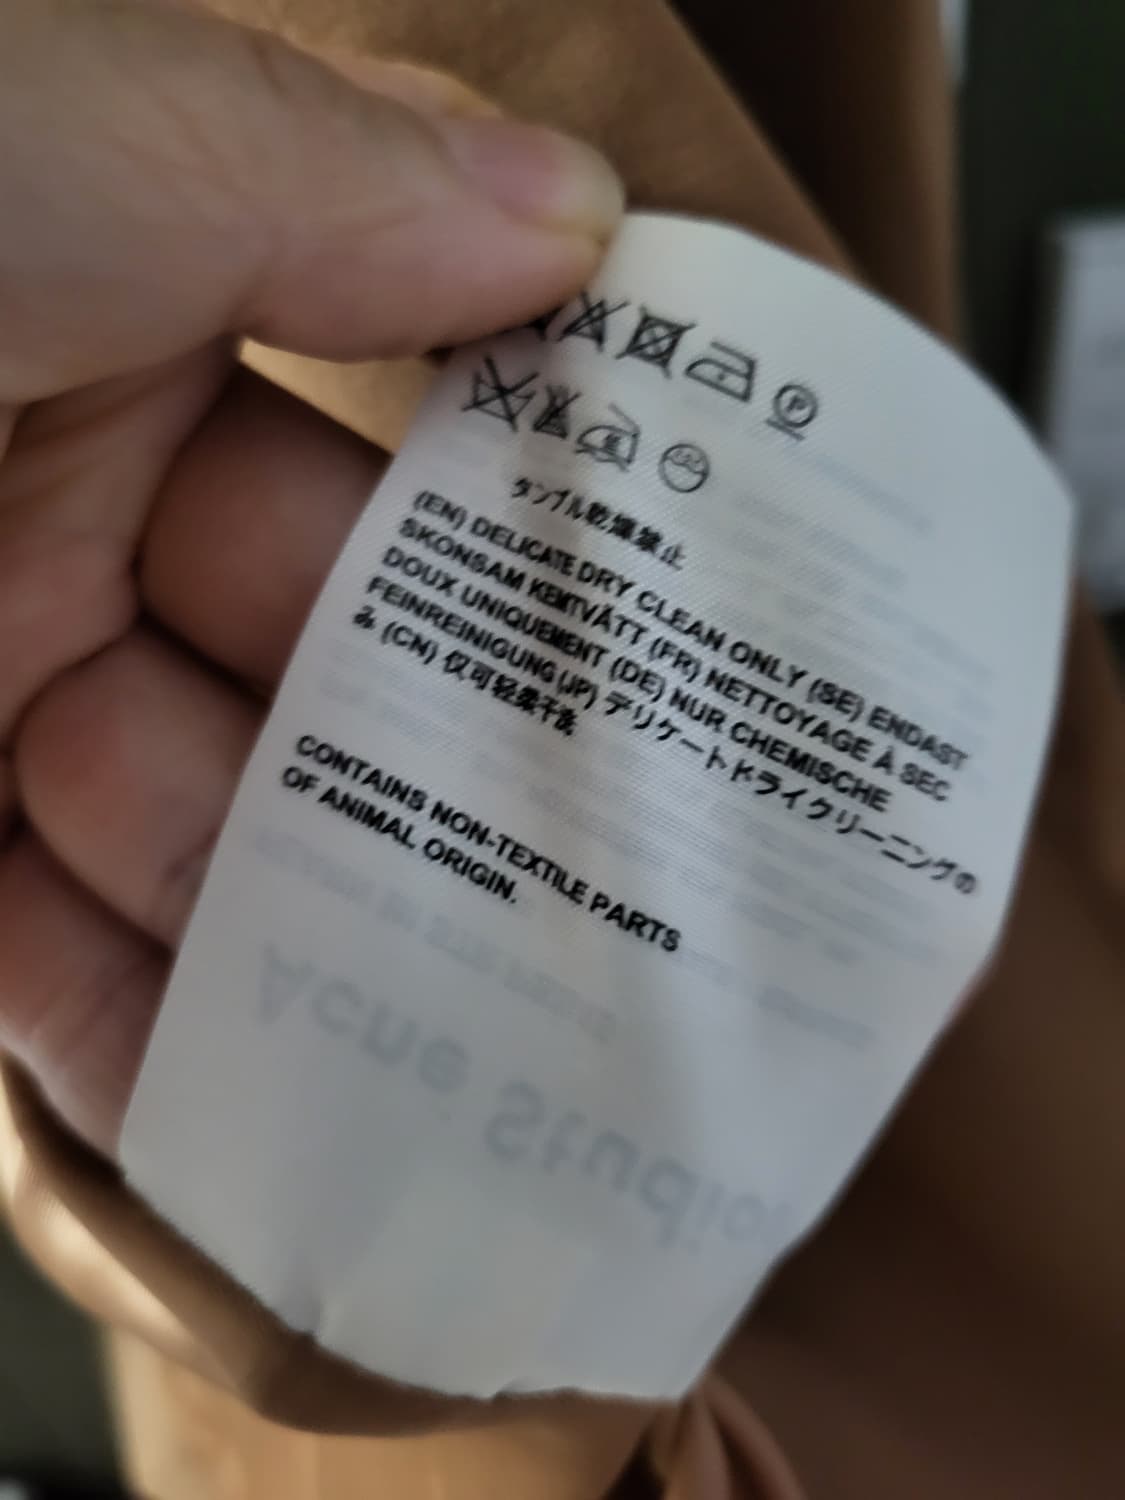 P
タンブル乾燥禁止
(EN) DELICATE DRY CLEAN ONLY (SE) ENDAST
SKONSAM KEMTVÄTT (FR) NETTOYAGE À SEC
DOUX UNIQUEMENT (DE) NUR CHEMISCHE
FEINREINIGUNG (JP) デリケートドライクリーニングの
み (CN) 仅可轻柔干洗
CONTAINS NON-TEXTILE PARTS
OF ANIMAL ORIGIN.
Acne Studios